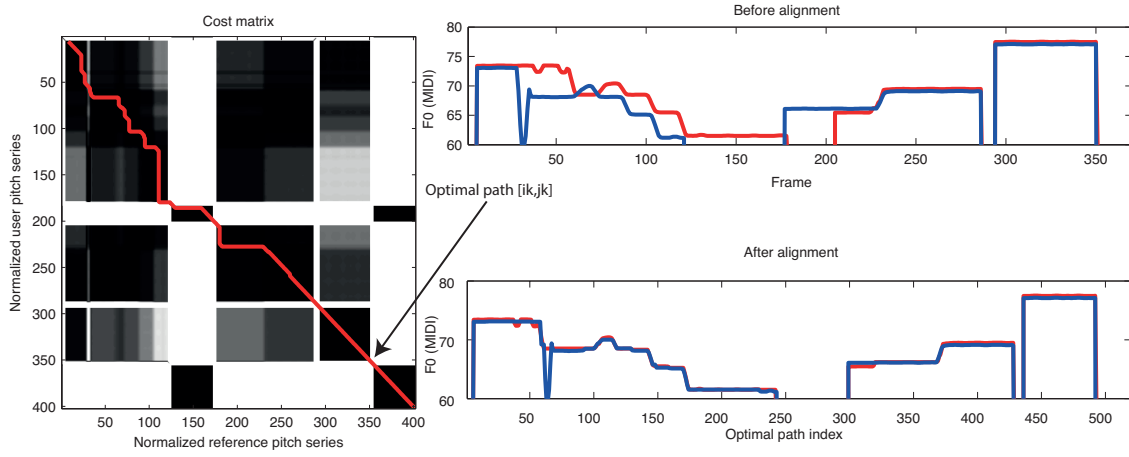 Cost matrix
Normalized user pitch series
50
100
150
200
250
300
350
400
50 100 150 200 250 300 350 400
Normalized reference pitch series
Optimal path [ik,jk]
Before alignment
F0 (MIDI)
80
75
70
65
60
50 100 150 200 250 300 350
Frame
After alignment
F0 (MIDI)
80
70
60
50 100 150 200 250 300 350 400 450 500
Optimal path index